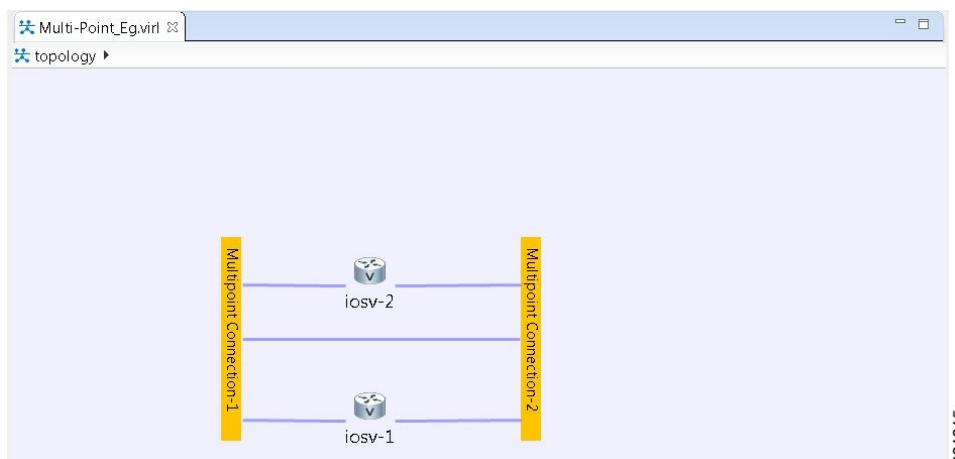 Multi-Point_Eg.virl
topology
Multipoint Connection-1
iosv-2
Multipoint Connection-2
iosv-1